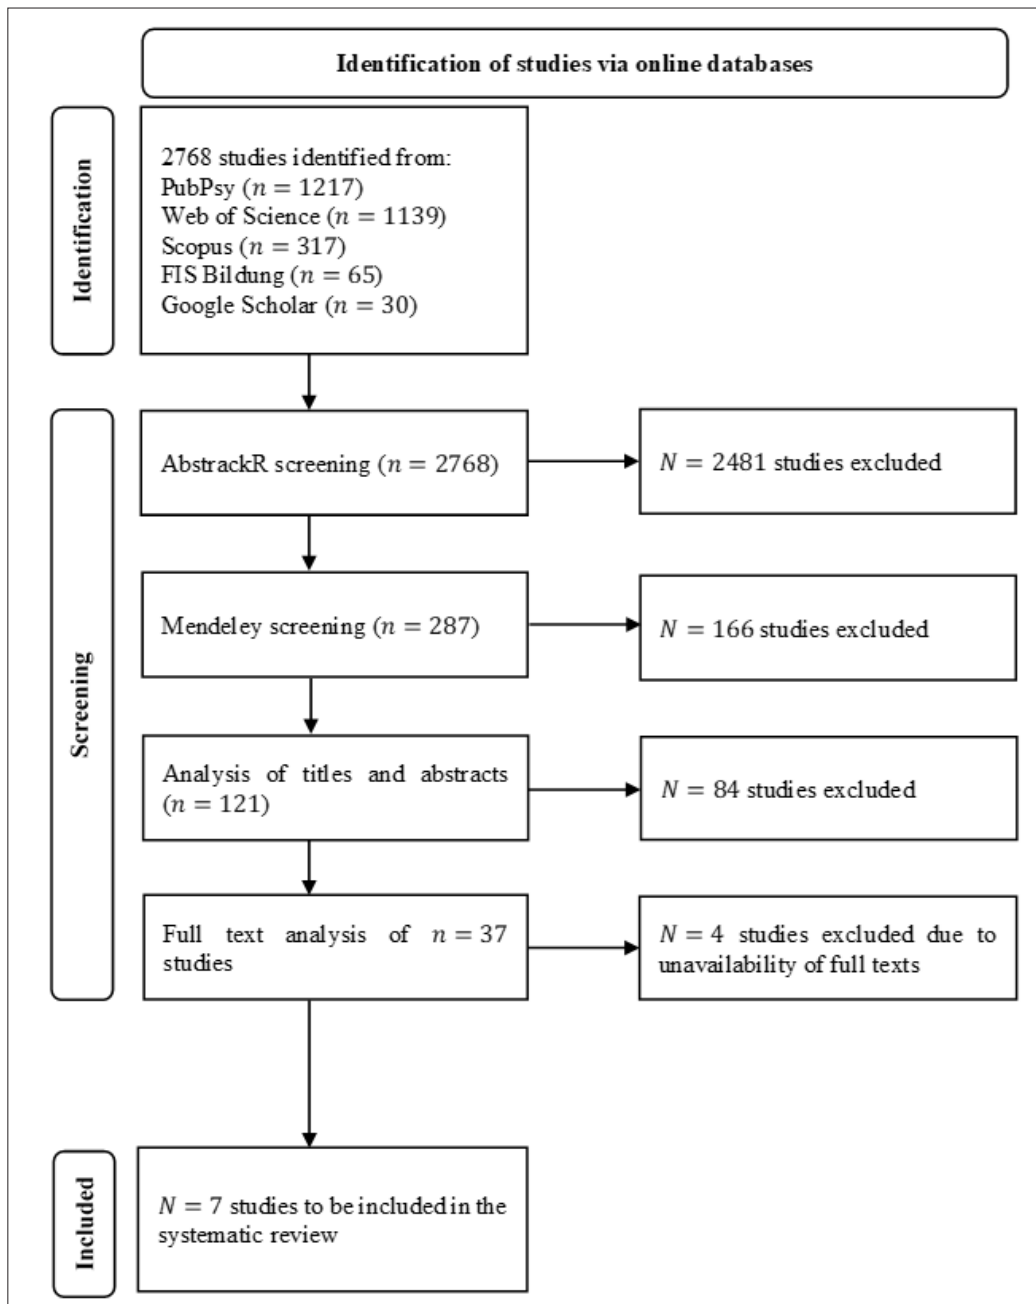 Identification of studies via online databases
Identification
2768 studies identified from:
PubPsy (n = 1217)
Web of Science (n = 1139)
Scopus (n = 317)
FIS Bildung (n = 65)
Google Scholar (n = 30)
Screening
AbstrackR screening (n = 2768)
N = 2481 studies excluded
Mendeley screening (n = 287)
N = 166 studies excluded
Analysis of titles and abstracts
(n = 121)
N = 84 studies excluded
Full text analysis of n = 37
studies
N = 4 studies excluded due to
unavailability of full texts
Included
N = 7 studies to be included in the
systematic review